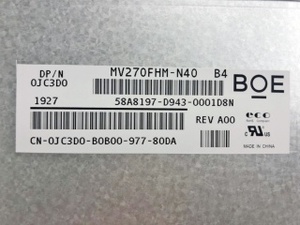 DP/N
0JC3D0
MV270FHM-N40 B4
BOE
1927
58A8197-D943-0001D8N
REV A00
eco
CN-0JC3D0-B0B00-977-80DA
MADE IN CHINA